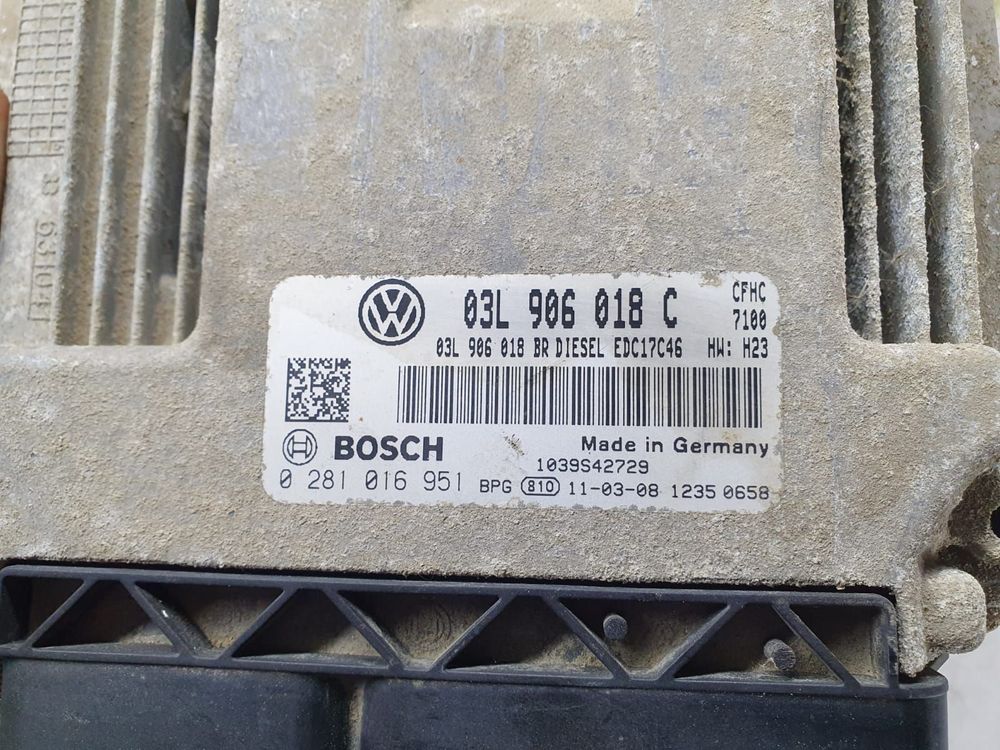 03L 906 018 C
CFHC
7100
03L 906 018 BR DIESEL EDC17C46 HW: H23
BOSCH
Made in Germany
1039S42729
0 281 016 951
BPG 810 11-03-08 1235 0658